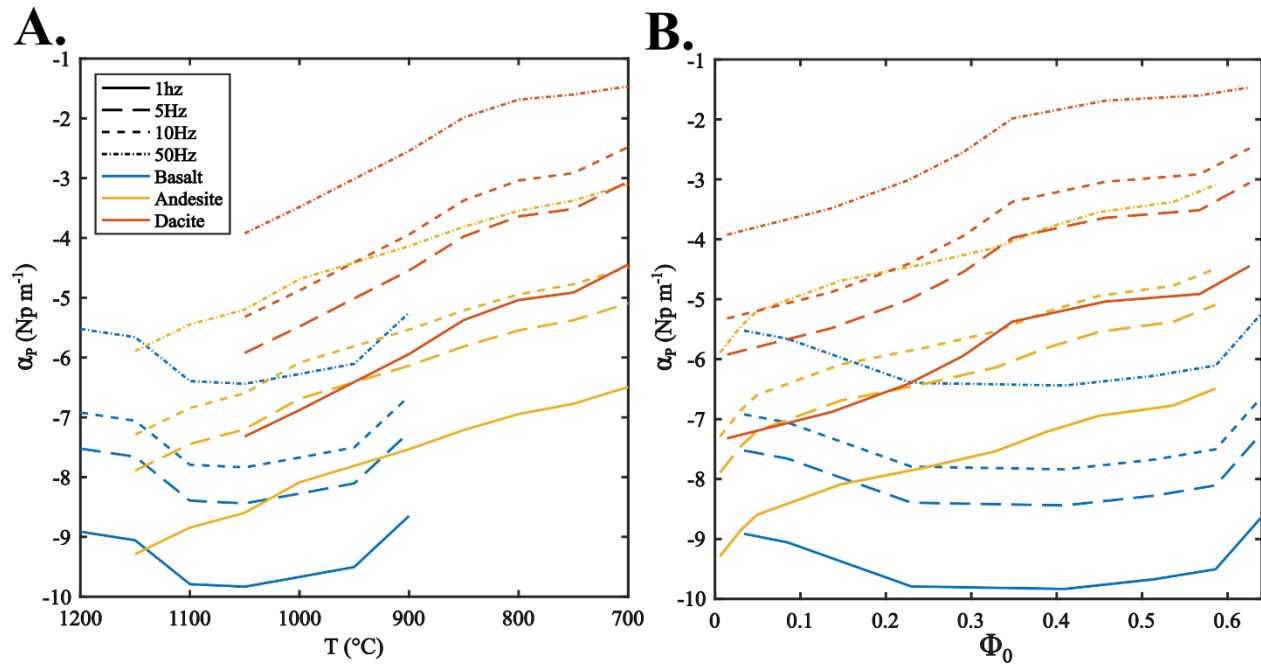 A.
-1
-2
-3
-4
-5
-6
-7
-8
-9
-10
αP (Np m-1)
1hz
5Hz
10Hz
50Hz
Basalt
Andesite
Dacite
1200 1100 1000 900 800 700
T (°C)
B.
-1
-2
-3
-4
-5
-6
-7
-8
-9
-10
αP (Np m-1)
0 0.1 0.2 0.3 0.4 0.5 0.6
Φ0